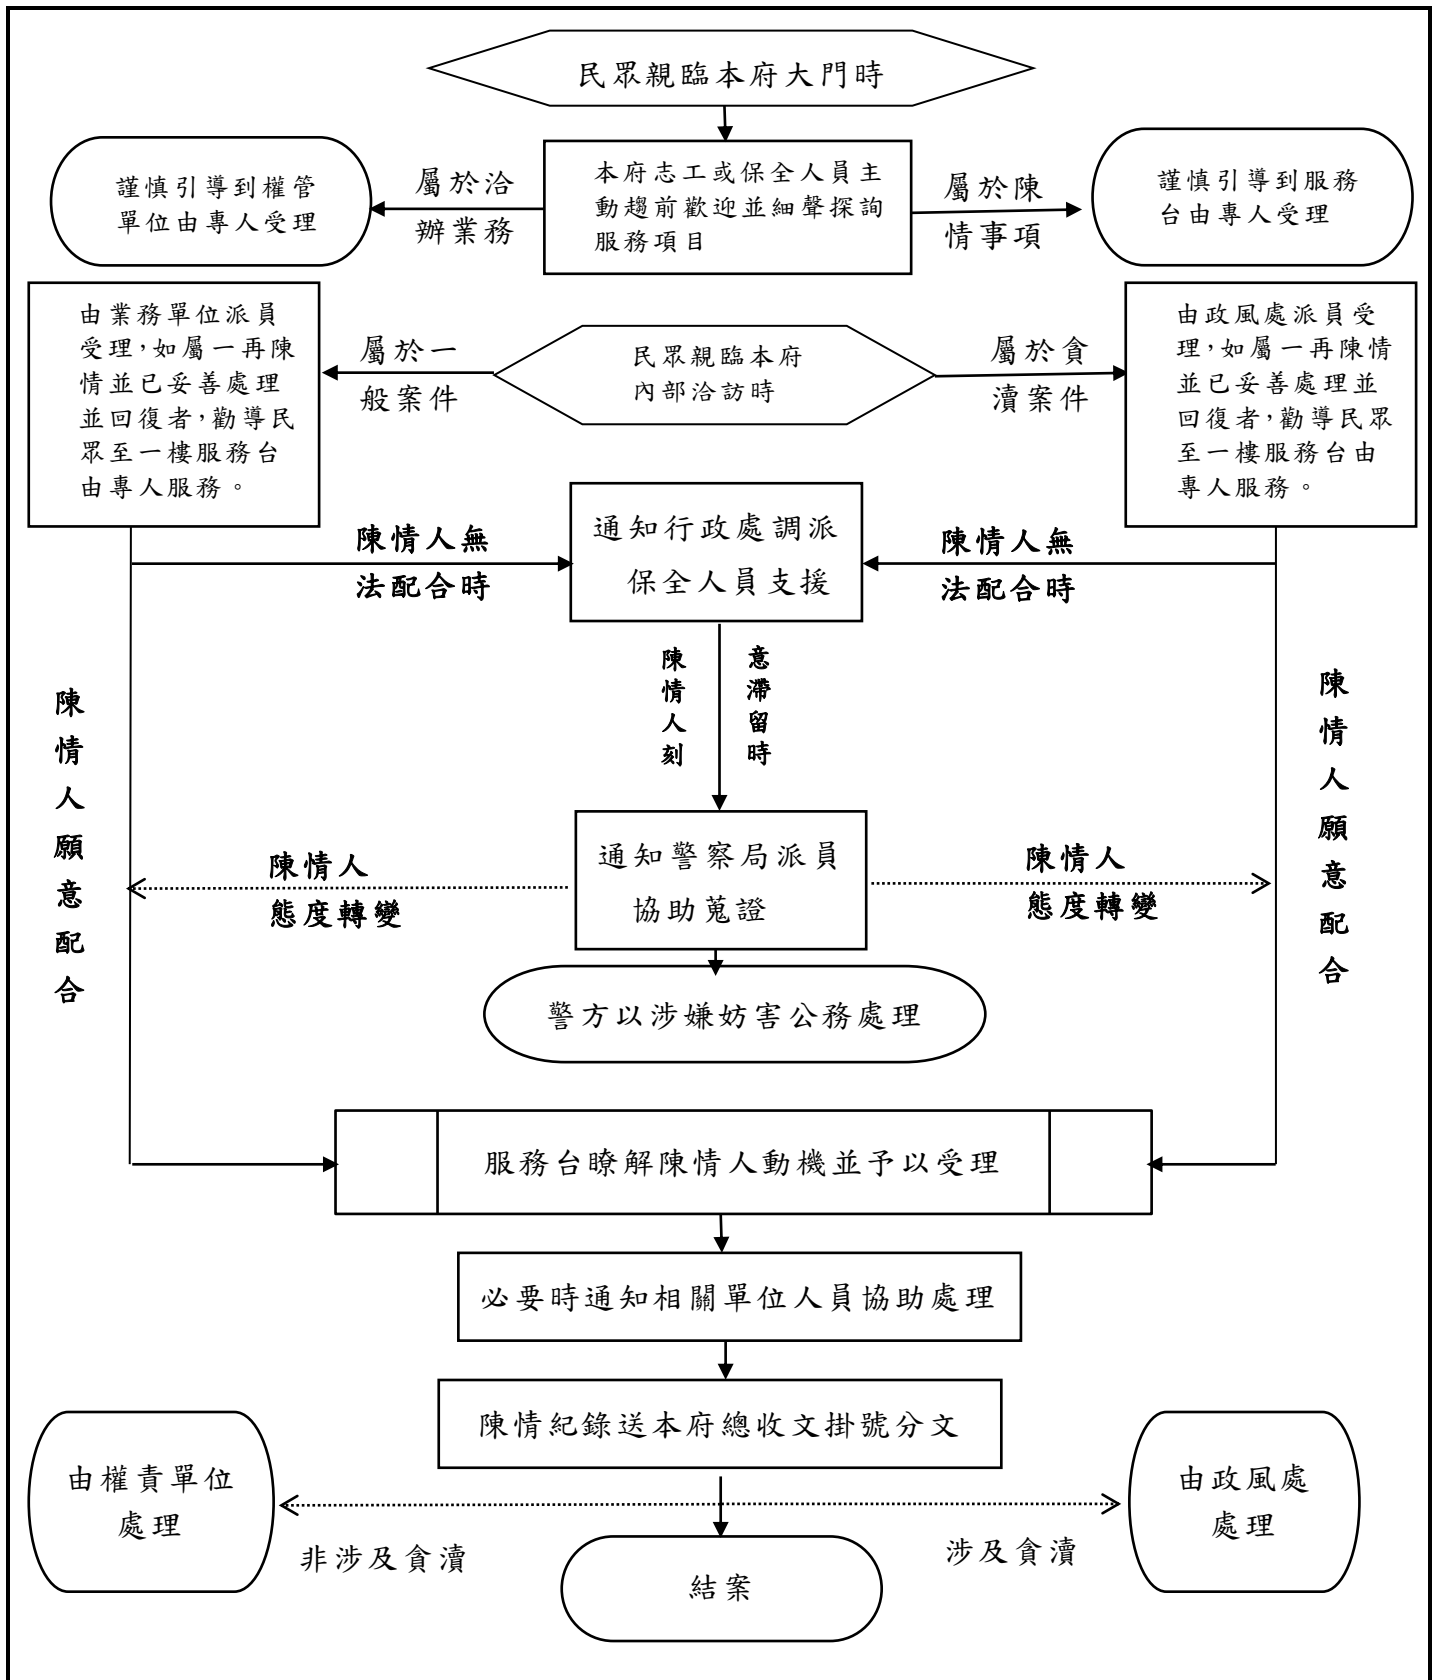 民眾親臨本府大門時
謹慎引導到權管
單位由專人受理
屬於洽
辦業務
本府志工或保全人員主
動趨前歡迎並細聲探詢
服務項目
屬於陳
情事項
謹慎引導到服務
台由專人受理
由業務單位派員
受理，如屬一再陳
情並已妥善處理
並回復者，勸導民
眾至一樓服務台
由專人服務。
屬於一
般案件
民眾親臨本府
內部洽訪時
屬於貪
瀆案件
由政風處派員受
理，如屬一再陳情
並已妥善處理並
回復者，勸導民眾
至一樓服務台由
專人服務。
陳情人無
法配合時
通知行政處調派
保全人員支援
陳情人無
法配合時
陳情人刻
意滯留時
陳情人願意配合
陳情人願意配合
陳情人
態度轉變
通知警察局派員
協助蒐證
陳情人
態度轉變
警方以涉嫌妨害公務處理
服務台瞭解陳情人動機並予以受理
必要時通知相關單位人員協助處理
陳情紀錄送本府總收文掛號分文
由權責單位
處理
非涉及貪瀆
涉及貪瀆
由政風處
處理
結案